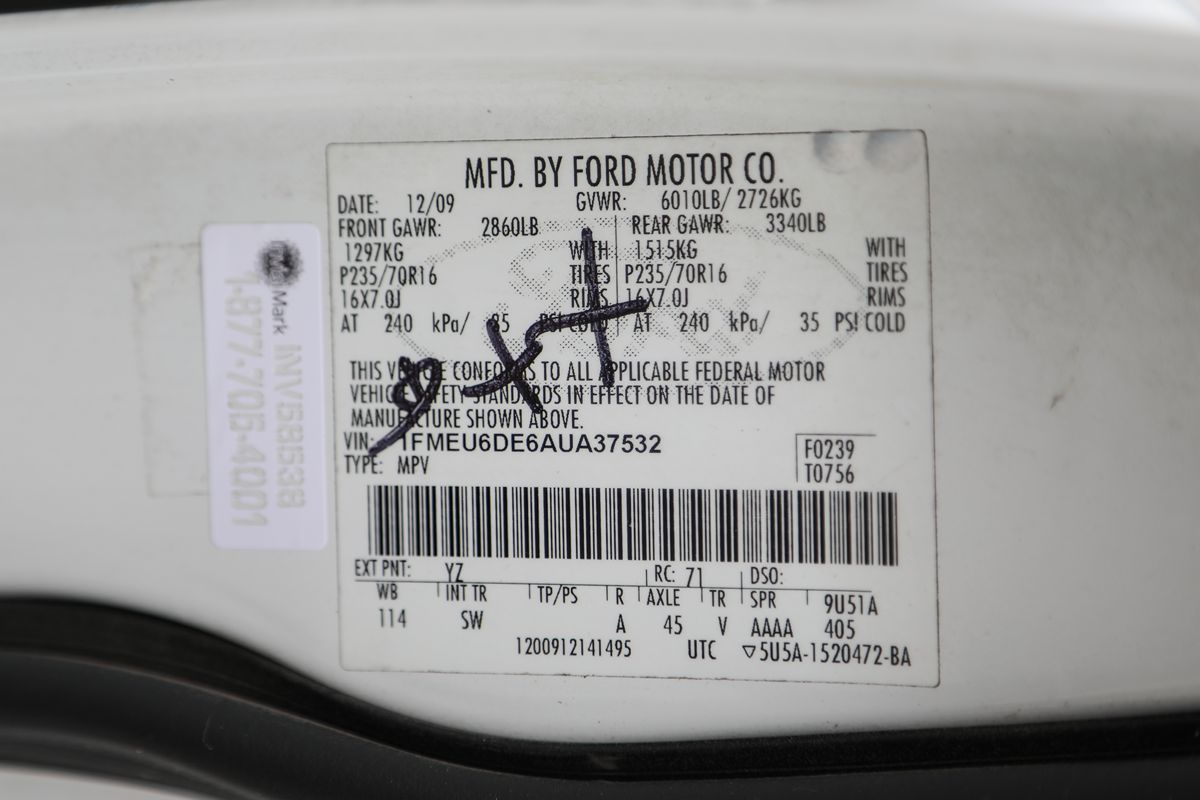 MFD. BY FORD MOTOR CO.
DATE: 12/09 GVWR: 6010LB/ 2726KG
FRONT GAWR: 2860LB REAR GAWR: 3340LB
1297KG WITH 1515KG WITH
P235/70R16 TIRES P235/70R16 TIRES
16X7.0J RIMS 16X7.0J RIMS
AT 240 kPa/ 35 PSI COLD AT 240 kPa/ 35 PSI COLD
THIS VEHICLE CONFORMS TO ALL APPLICABLE FEDERAL MOTOR
VEHICLE SAFETY STANDARDS IN EFFECT ON THE DATE OF
MANUFACTURE SHOWN ABOVE.
VIN: 1FMEU6DE6AUA37532
TYPE: MPV
F0239
T0756
EXT PNT: YZ RC: 71 DSO:
WB INT TR TP/PS R AXLE TR SPR 9U51A
114 SW A 45 V AAAA 405
1200912141495 UTC ▽5U5A-1520472-BA
Mark INV58538
1-877-705-4001